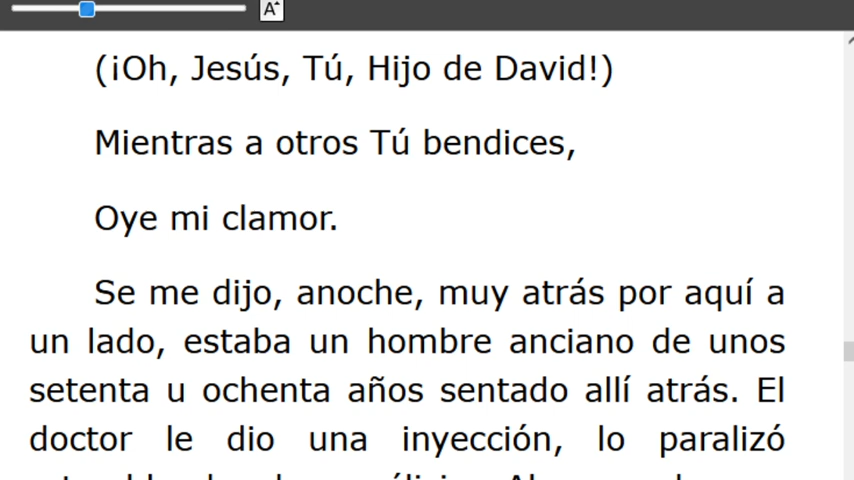 A
(¡Oh, Jesús, Tú, Hijo de David!)
Mientras a otros Tú bendices,
Oye mi clamor.
Se me dijo, anoche, muy atrás por aquí a
un lado, estaba un hombre anciano de unos
setenta u ochenta años sentado allí atrás. El
doctor le dio una inyección, lo paralizó